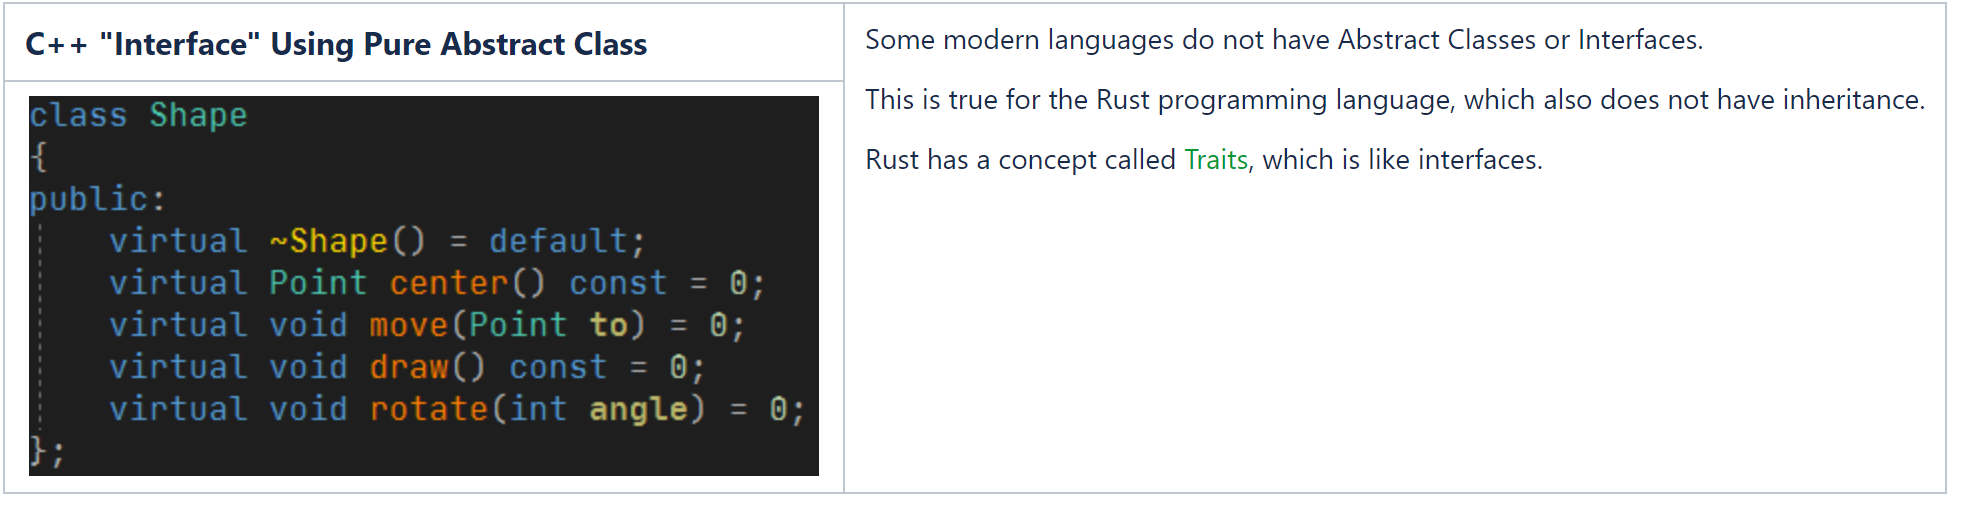 C++ "Interface" Using Pure Abstract Class
class Shape
{
public:
    virtual ~Shape() = default;
    virtual Point center() const = 0;
    virtual void move(Point to) = 0;
    virtual void draw() const = 0;
    virtual void rotate(int angle) = 0;
};
Some modern languages do not have Abstract Classes or Interfaces.
This is true for the Rust programming language, which also does not have inheritance.
Rust has a concept called Traits, which is like interfaces.